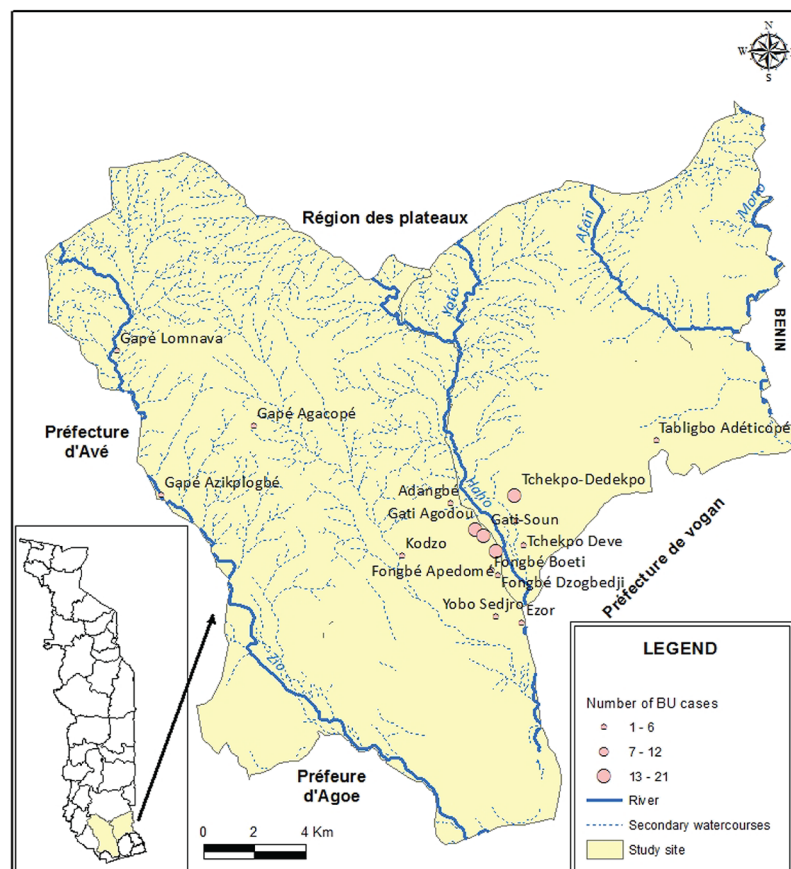 N
W
E
S
Région des plateaux
Afan
Mono
Yoto
BENIN
Gapé Lomnava
Gapé Agacopé
Préfecture
d'Avé
Tabligbo Adéticopé
Gapé Azikplogbé
Tchekpo-Dedekpo
Adangbé
Haho
Gati Agodou
Gati-Soun
Tchekpo Deve
Kodzo
Fongbé Boeti
Fongbé Apedomé
Fongbé Dzogbedji
Préfecture de vogan
Yobo Sedjro
Ezor
Zio
Préfeure
d'Agoe
0 2 4 Km
LEGEND
Number of BU cases
1 - 6
7 - 12
13 - 21
River
Secondary watercourses
Study site